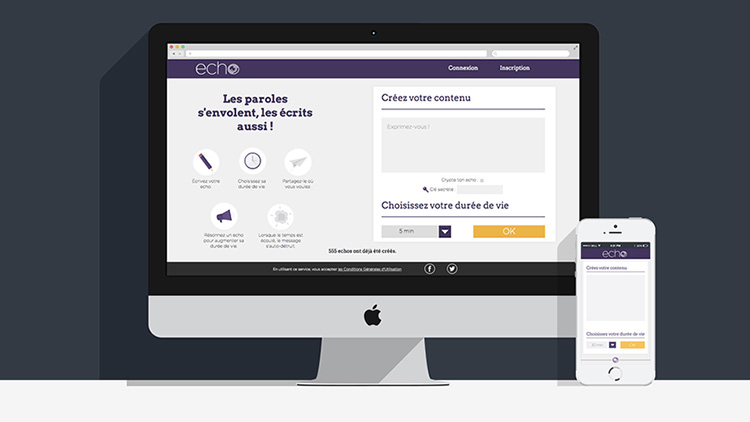 echo
Connexion
Inscription
Les paroles
s'envolent, les écrits
aussi !
Écrivez votre
echo.
Choisissez sa
durée de vie.
Partagez-le où
vous voulez.
Résonnez un echo
pour augmenter sa
durée de vie.
Lorsque le temps est
écoulé, le message
s'auto-détruit.
Créez votre contenu
Exprimez-vous !
Crypte ton echo :
Clé secrète :
Choisissez votre durée de vie
5 min
OK
555 echos ont déjà été créés.
En utilisant ce service, vous acceptez les Conditions Générales d'Utilisation
echo
Créez votre contenu
Choisissez votre durée de vie
OK